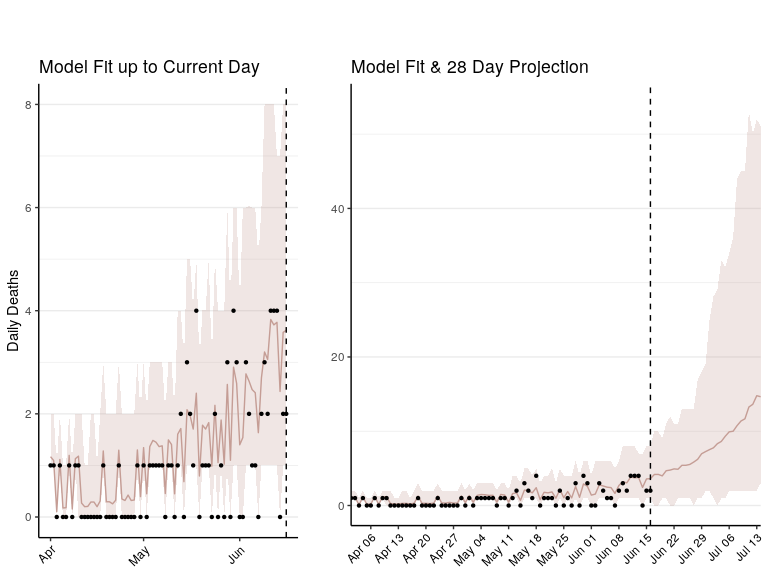 Model Fit up to Current Day
Daily Deaths
8
6
4
2
0
Apr
May
Jun
Model Fit & 28 Day Projection
40
20
0
Apr 06
Apr 13
Apr 20
Apr 27
May 04
May 11
May 18
May 25
Jun 01
Jun 08
Jun 15
Jun 22
Jun 29
Jul 06
Jul 13